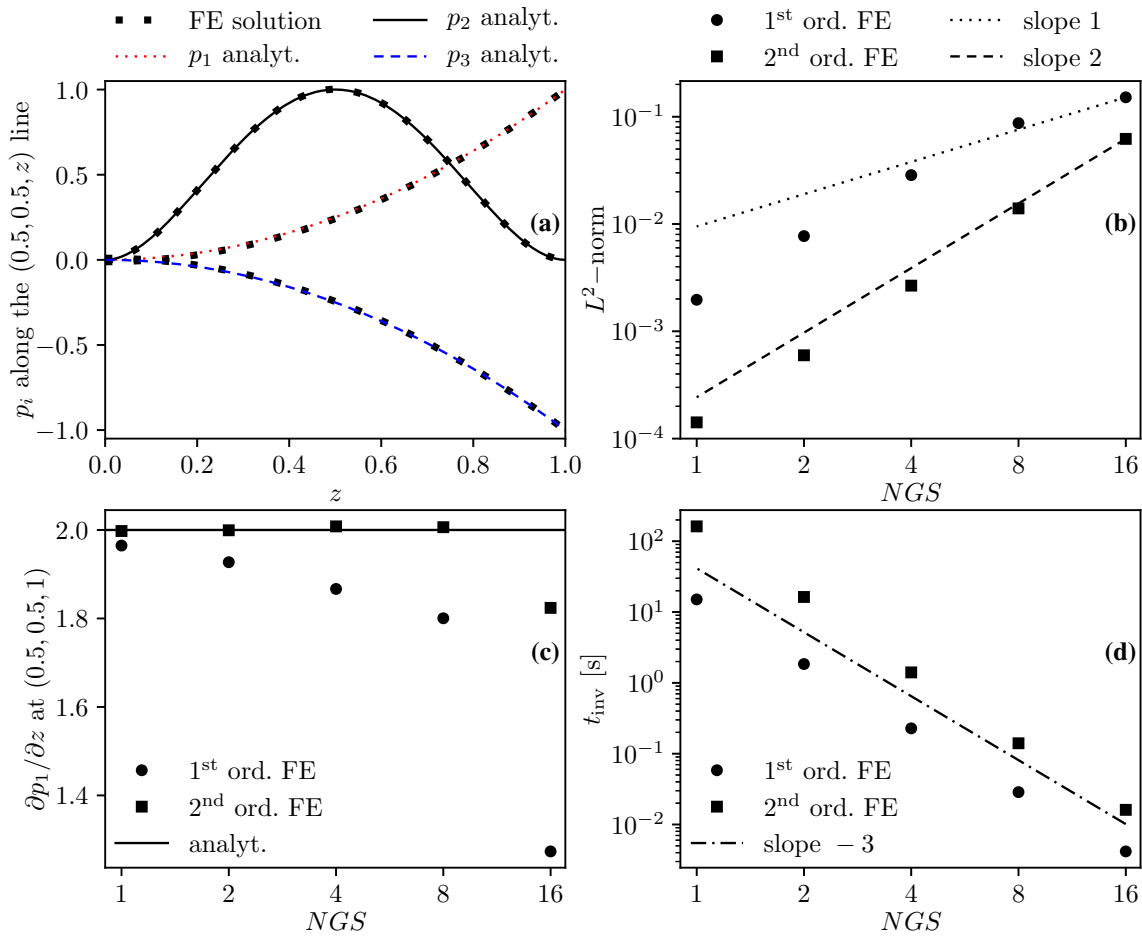 FE solution
p₁ analyt.
p₂ analyt.
p₃ analyt.
pᵢ along the (0.5, 0.5, z) line
1.0
0.5
0.0
−0.5
−1.0
(a)
0.0 0.2 0.4 0.6 0.8 1.0
z
1ˢᵗ ord. FE
2ⁿᵈ ord. FE
slope 1
slope 2
L²−norm
10⁻¹
10⁻²
10⁻³
10⁻⁴
(b)
1 2 4 8 16
NGS
∂p₁/∂z at (0.5, 0.5, 1)
2.0
1.8
1.6
1.4
(c)
1ˢᵗ ord. FE
2ⁿᵈ ord. FE
analyt.
1 2 4 8 16
NGS
t_inv [s]
10²
10¹
10⁰
10⁻¹
10⁻²
(d)
1ˢᵗ ord. FE
2ⁿᵈ ord. FE
slope −3
1 2 4 8 16
NGS